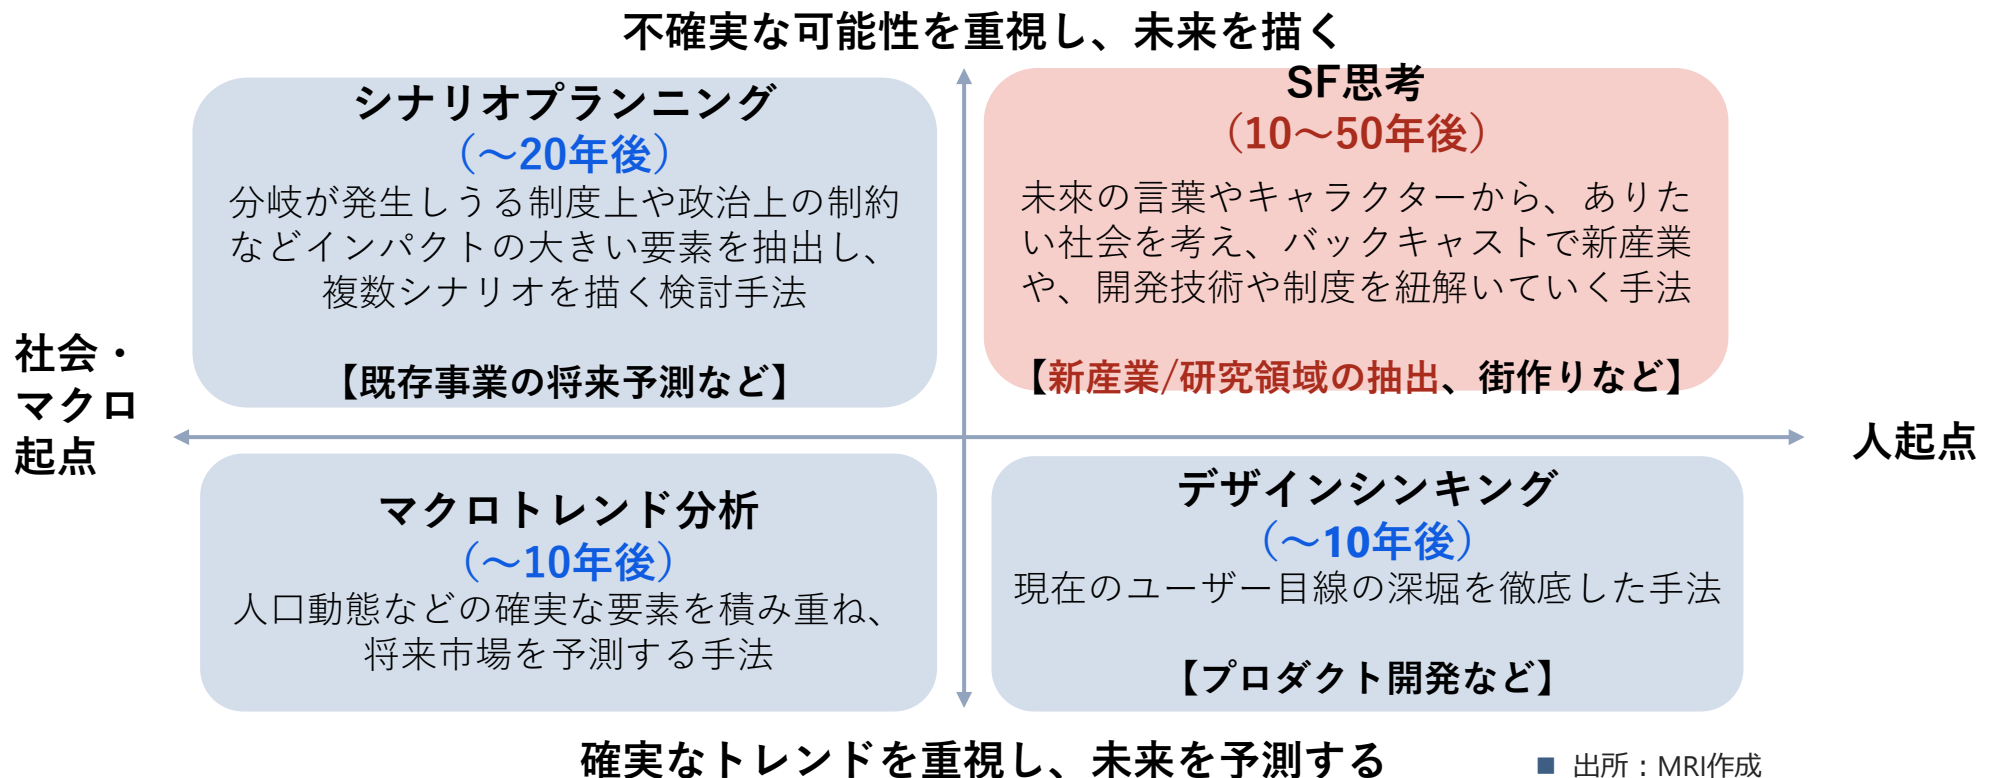 不確実な可能性を重視し、未来を描く
シナリオプランニング
（～20年後）
分岐が発生しうる制度上や政治上の制約
などインパクトの大きい要素を抽出し、
複数シナリオを描く検討手法
【既存事業の将来予測など】
SF思考
（10～50年後）
未來の言葉やキャラクターから、ありた
い社会を考え、バックキャストで新産業
や、開発技術や制度を紐解いていく手法
【新産業/研究領域の抽出、街作りなど】
社会・
マクロ
起点
人起点
マクロトレンド分析
（～10年後）
人口動態などの確実な要素を積み重ね、
将来市場を予測する手法
デザインシンキング
（～10年後）
現在のユーザー目線の深堀を徹底した手法
【プロダクト開発など】
確実なトレンドを重視し、未来を予測する
■ 出所：MRI作成